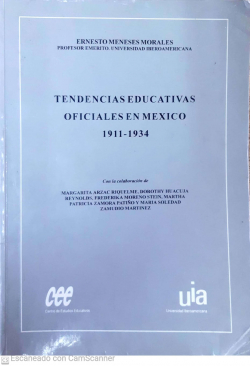 ERNESTO MENESES MORALES
PROFESOR EMÉRITO. UNIVERSIDAD IBEROAMERICANA
TENDENCIAS EDUCATIVAS
OFICIALES EN MEXICO
1911-1934
Con la colaboración de
MARGARITA ARZAC RIQUELME, DOROTHY HUACUJA
REYNOLDS, FREDERIKA MORENO STEIN, MARTHA
PATRICIA ZAMORA PATIÑO Y MARIA SOLEDAD
ZAMUDIO MARTINEZ
cee
Centro de Estudios Educativos
uia
Universidad Iberoamericana
Escaneado con CamScanner